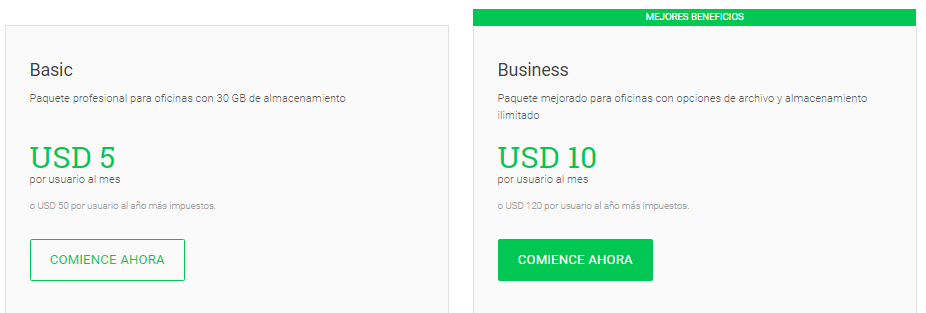 Basic
Paquete profesional para oficinas con 30 GB de almacenamiento
USD 5
por usuario al mes
o USD 50 por usuario al año más impuestos.
COMIENCE AHORA
MEJORES BENEFICIOS
Business
Paquete mejorado para oficinas con opciones de archivo y almacenamiento
ilimitado
USD 10
por usuario al mes
o USD 120 por usuario al año más impuestos.
COMIENCE AHORA